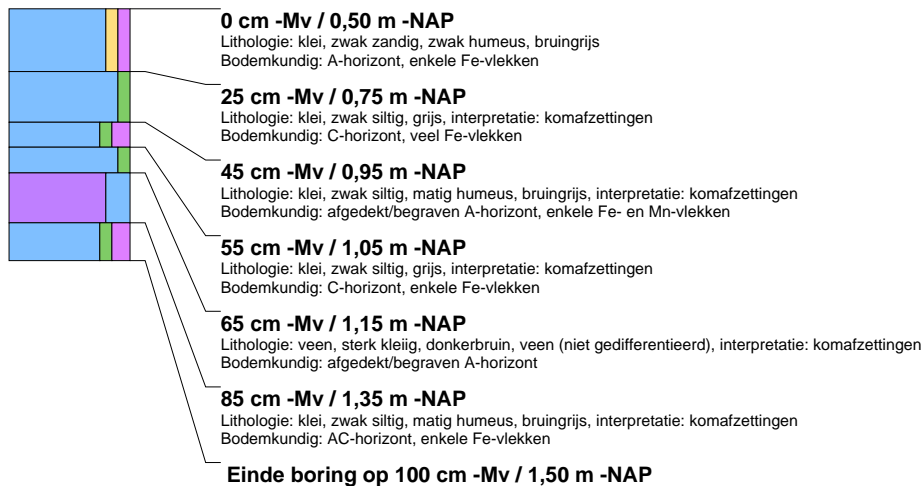 0 cm -Mv / 0,50 m -NAP
Lithologie: klei, zwak zandig, zwak humeus, bruingrijs
Bodemkundig: A-horizont, enkele Fe-vlekken
25 cm -Mv / 0,75 m -NAP
Lithologie: klei, zwak siltig, grijs, interpretatie: komafzettingen
Bodemkundig: C-horizont, veel Fe-vlekken
45 cm -Mv / 0,95 m -NAP
Lithologie: klei, zwak siltig, matig humeus, bruingrijs, interpretatie: komafzettingen
Bodemkundig: afgedekt/begraven A-horizont, enkele Fe- en Mn-vlekken
55 cm -Mv / 1,05 m -NAP
Lithologie: klei, zwak siltig, grijs, interpretatie: komafzettingen
Bodemkundig: C-horizont, enkele Fe-vlekken
65 cm -Mv / 1,15 m -NAP
Lithologie: veen, sterk kleiig, donkerbruin, veen (niet gedifferentieerd), interpretatie: komafzettingen
Bodemkundig: afgedekt/begraven A-horizont
85 cm -Mv / 1,35 m -NAP
Lithologie: klei, zwak siltig, matig humeus, bruingrijs, interpretatie: komafzettingen
Bodemkundig: AC-horizont, enkele Fe-vlekken
Einde boring op 100 cm -Mv / 1,50 m -NAP